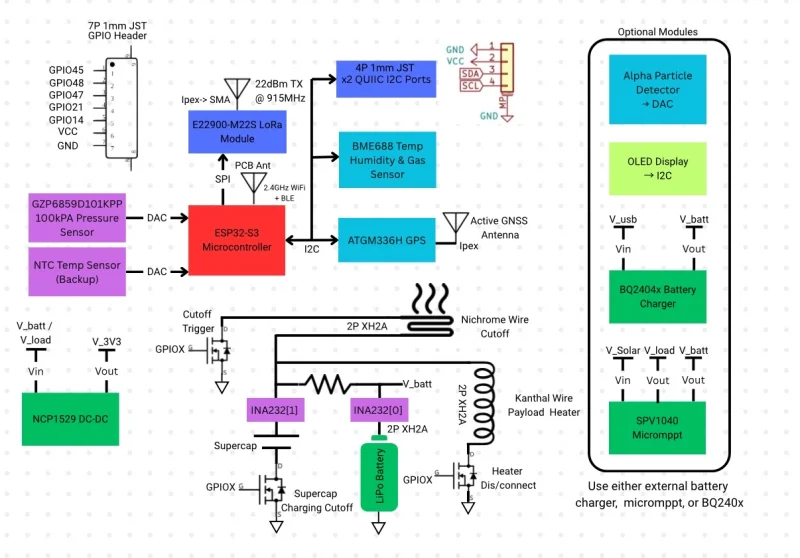 7P 1mm JST
GPIO Header
GPIO45
GPIO48
GPIO47
GPIO21
GPIO14
VCC
GND
1
2
3
4
5
6
7
Ipex-> SMA
22dBm TX
@ 915MHz
E22900-M22S LoRa
Module
SPI
PCB Ant
2.4GHz WiFi
+ BLE
GZP6859D101KPP
100kPA Pressure
Sensor
DAC
NTC Temp Sensor
(Backup)
DAC
ESP32-S3
Microcontroller
I2C
4P 1mm JST
x2 QUIIC I2C Ports
GND
VCC
SDA
SCL
1
2
3
4
MP
GND
BME688 Temp
Humidity & Gas
Sensor
ATGM336H GPS
Active GNSS
Antenna
Ipex
Optional Modules
Alpha Particle
Detector
→ DAC
OLED Display
→ I2C
V_usb
V_batt
Vin
Vout
BQ2404x Battery
Charger
V_Solar
V_load
V_batt
Vin
Vout
Vout
SPV1040
Micromppt
Use either external battery
charger, micromppt, or BQ240x
V_batt /
V_load
V_3V3
Vin
Vout
NCP1529 DC-DC
Cutoff
Trigger
GPIOX
G
D
S
2P XH2A
Nichrome Wire
Cutoff
V_batt
INA232[1]
INA232[0]
2P XH2A
Supercap
GPIOX
G
D
S
Supercap
Charging Cutoff
LiPo Battery
2P XH2A
Kanthal Wire
Payload Heater
GPIOX
G
D
S
Heater
Dis/connect